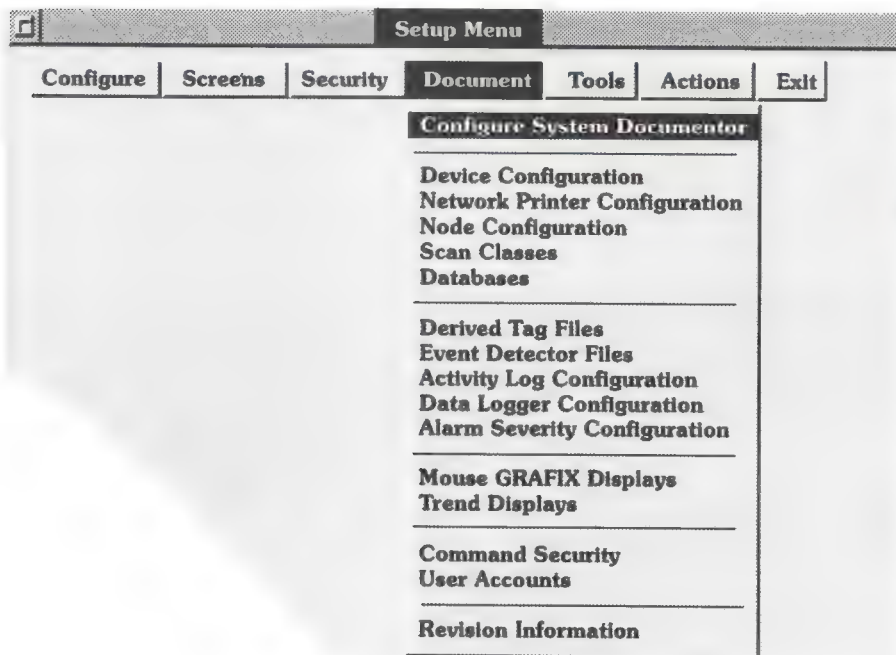 Setup Menu
Configure Screens Security Document Tools Actions Exit
Configure System Documentor
Device Configuration
Network Printer Configuration
Node Configuration
Scan Classes
Databases
Derived Tag Files
Event Detector Files
Activity Log Configuration
Data Logger Configuration
Alarm Severity Configuration
Mouse GRAFIX Displays
Trend Displays
Command Security
User Accounts
Revision Information